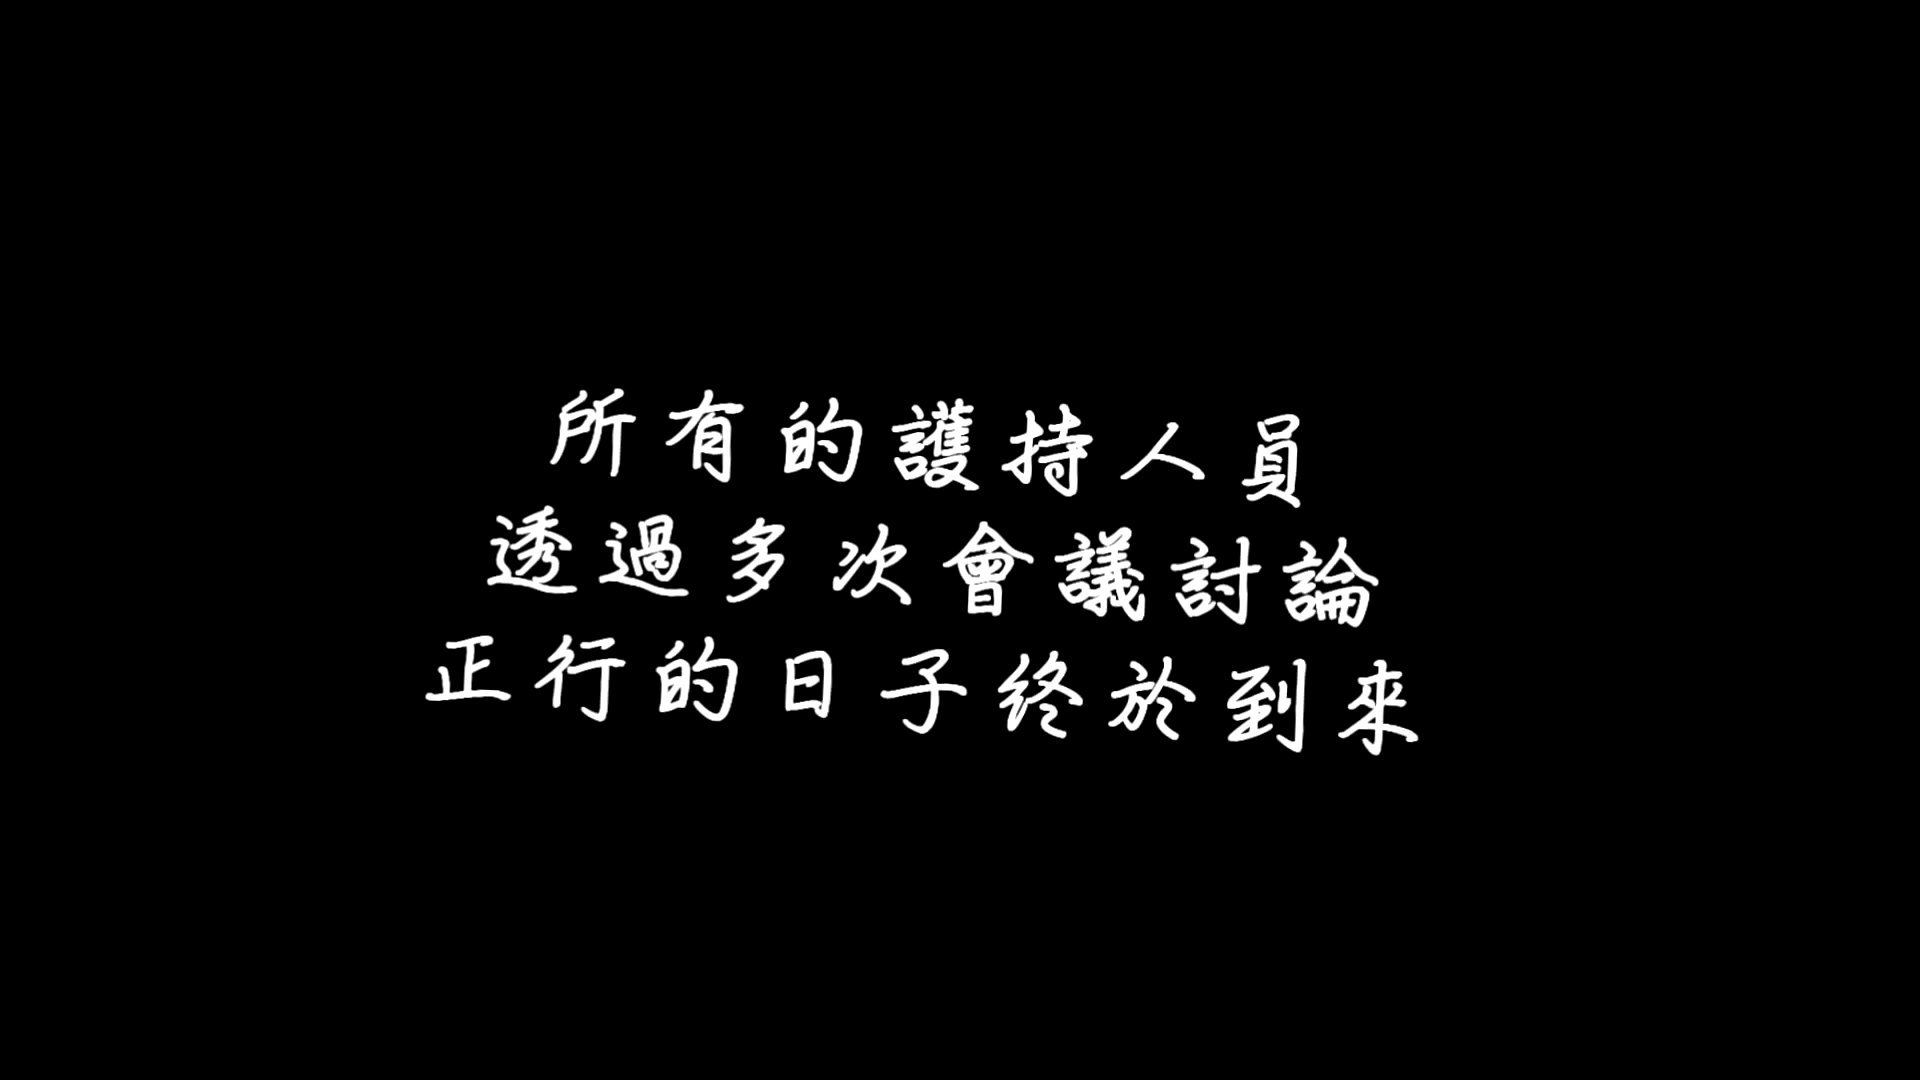 所有的護持人員
透過多次會議討論
正行的日子終於到來